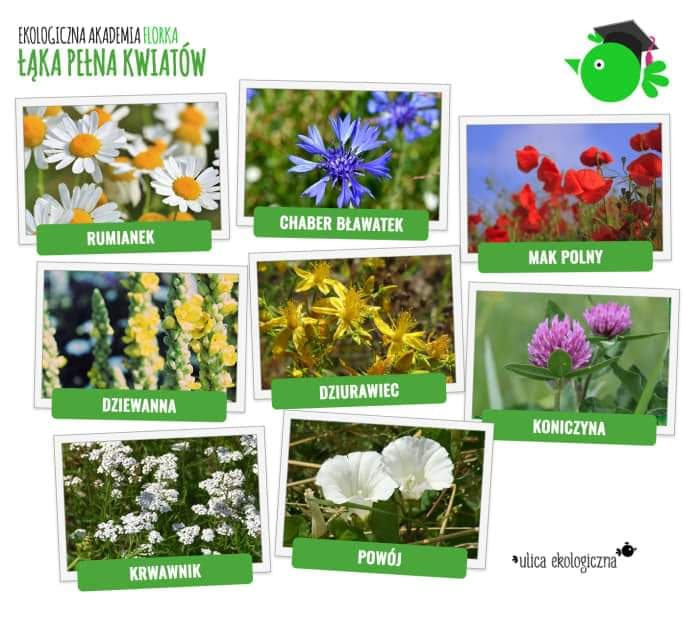 EKOLOGICZNA AKADEMIA FLORKA
ŁĄKA PEŁNA KWIATÓW
RUMIANEK
CHABER BŁAWATEK
MAK POLNY
DZIEWANNA
DZIURAWIEC
KONICZYNA
KRWAWNIK
POWÓJ
ulica ekologiczna